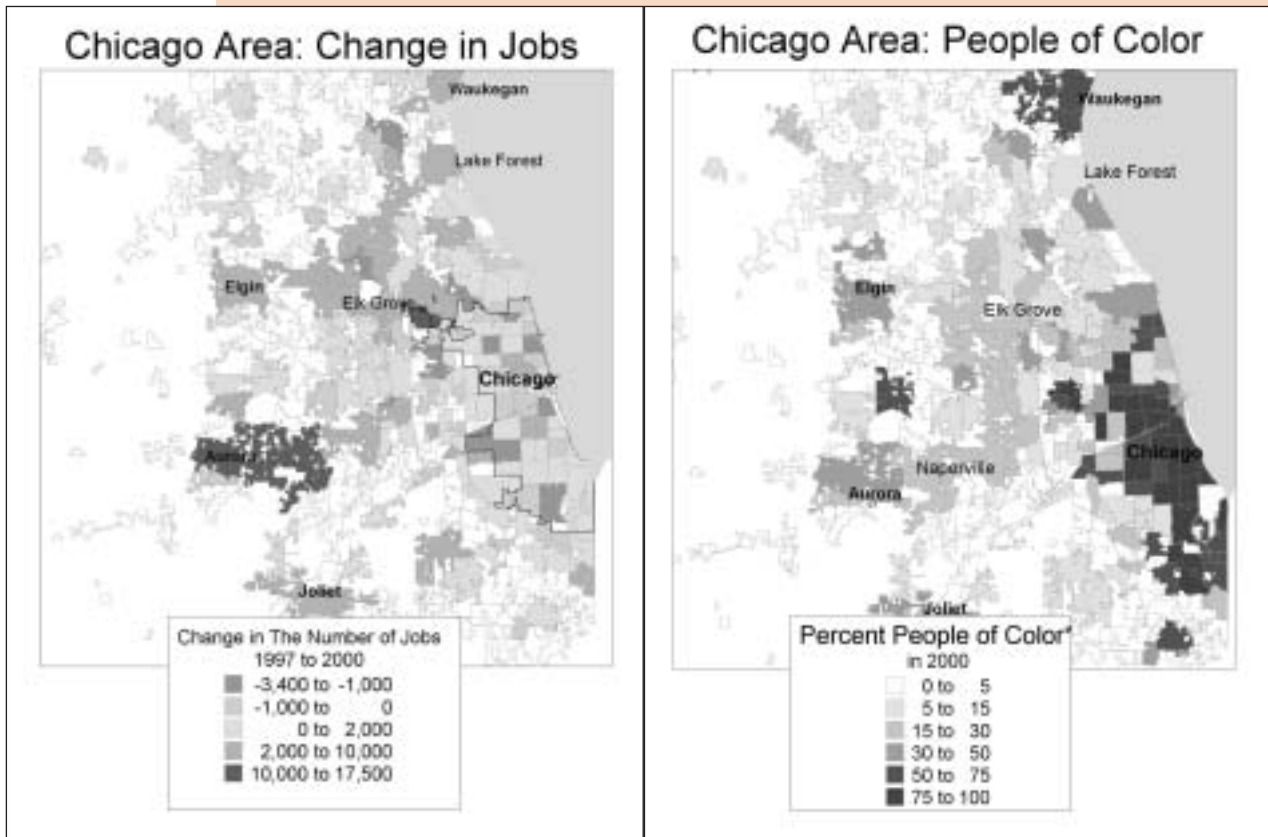 Chicago Area: Change in Jobs
Waukegan
Lake Forest
Elgin
Elk Grove
Chicago
Aurora
Joliet
Change in The Number of Jobs
1997 to 2000
-3,400 to -1,000
-1,000 to 0
0 to 2,000
2,000 to 10,000
10,000 to 17,500
Chicago Area: People of Color
Waukegan
Lake Forest
Elgin
Elk Grove
Chicago
Naperville
Aurora
Joliet
Percent People of Color*
in 2000
0 to 5
5 to 15
15 to 30
30 to 50
50 to 75
75 to 100